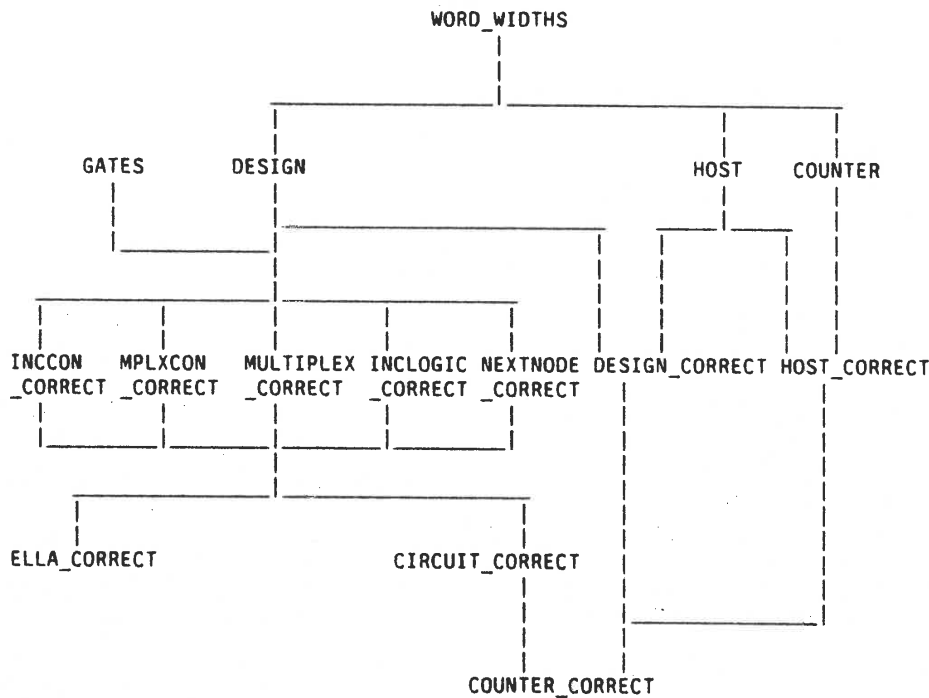 WORD_WIDTHS
GATES DESIGN HOST COUNTER
INCCON MPLXCON MULTIPLEX INCLOGIC NEXTNODE DESIGN_CORRECT HOST_CORRECT
_CORRECT _CORRECT _CORRECT _CORRECT _CORRECT
ELLA_CORRECT CIRCUIT_CORRECT
COUNTER_CORRECT